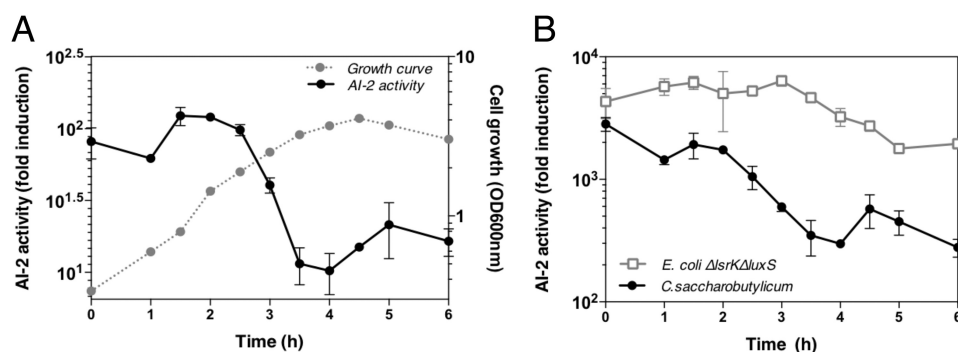 A
AI-2 activity (fold induction)
10^2.5
10^2
10^1.5
10^1
0 1 2 3 4 5 6
Time (h)
Growth curve
AI-2 activity
10
1
Cell growth (OD600nm)
B
AI-2 activity (fold induction)
10^4
10^3
10^2
0 1 2 3 4 5 6
Time (h)
E. coli ΔlsrKΔluxS
C.saccharobutylicum